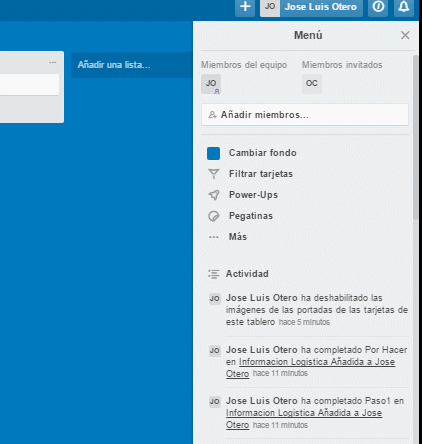 JO Jose Luis Otero
Menú
Añadir una lista...
Miembros del equipo
Miembros invitados
JO
OC
Añadir miembros...
Cambiar fondo
Filtrar tarjetas
Power-Ups
Pegatinas
Más
Actividad
JO Jose Luis Otero ha deshabilitado las
imágenes de las portadas de las tarjetas de
este tablero hace 5 minutos
JO Jose Luis Otero ha completado Por Hacer
en Informacion Logistica Añadida a Jose
Otero hace 11 minutos
JO Jose Luis Otero ha completado Paso1 en
Informacion Logistica Añadida a Jose
Otero hace 11 minutos